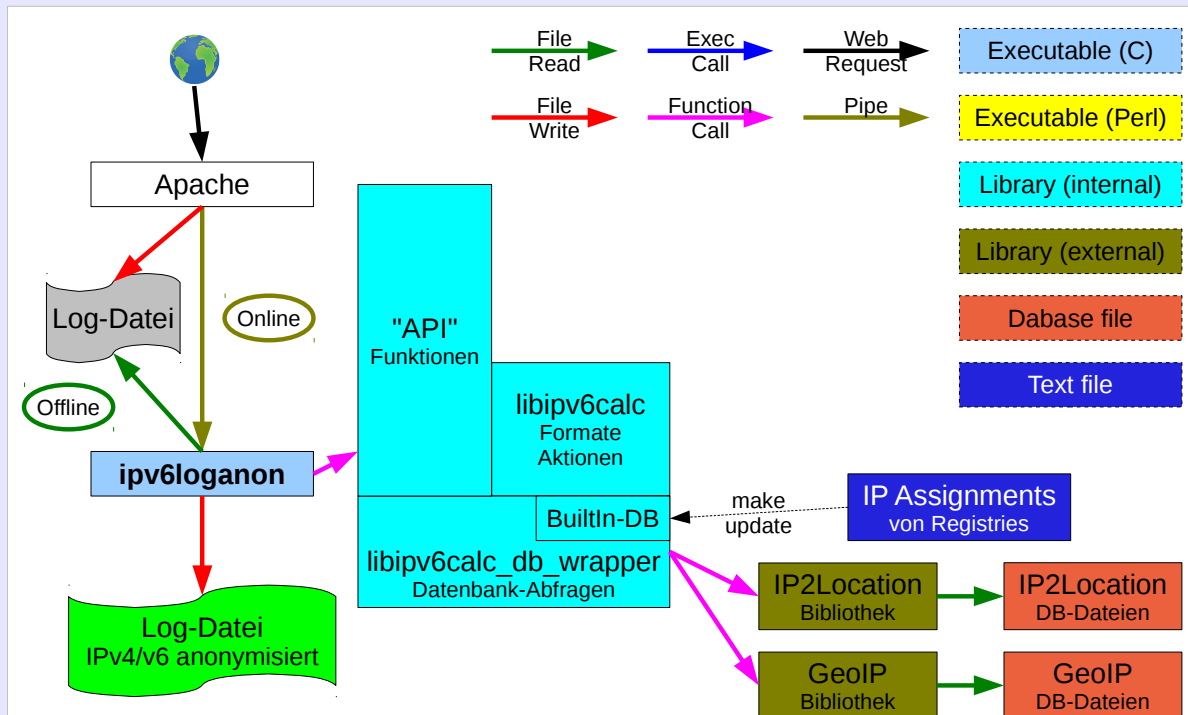 File
Read
Exec
Call
Web
Request
Executable (C)
File
Write
Function
Call
Pipe
Executable (Perl)
Apache
Library (internal)
Library (external)
Log-Datei
Online
"API"
Funktionen
Dabase file
Offline
libipv6calc
Formate
Aktionen
Text file
ipv6loganon
BuiltIn-DB
make
update
IP Assignments
von Registries
libipv6calc_db_wrapper
Datenbank-Abfragen
IP2Location
Bibliothek
IP2Location
DB-Dateien
Log-Datei
IPv4/v6 anonymisiert
GeoIP
Bibliothek
GeoIP
DB-Dateien